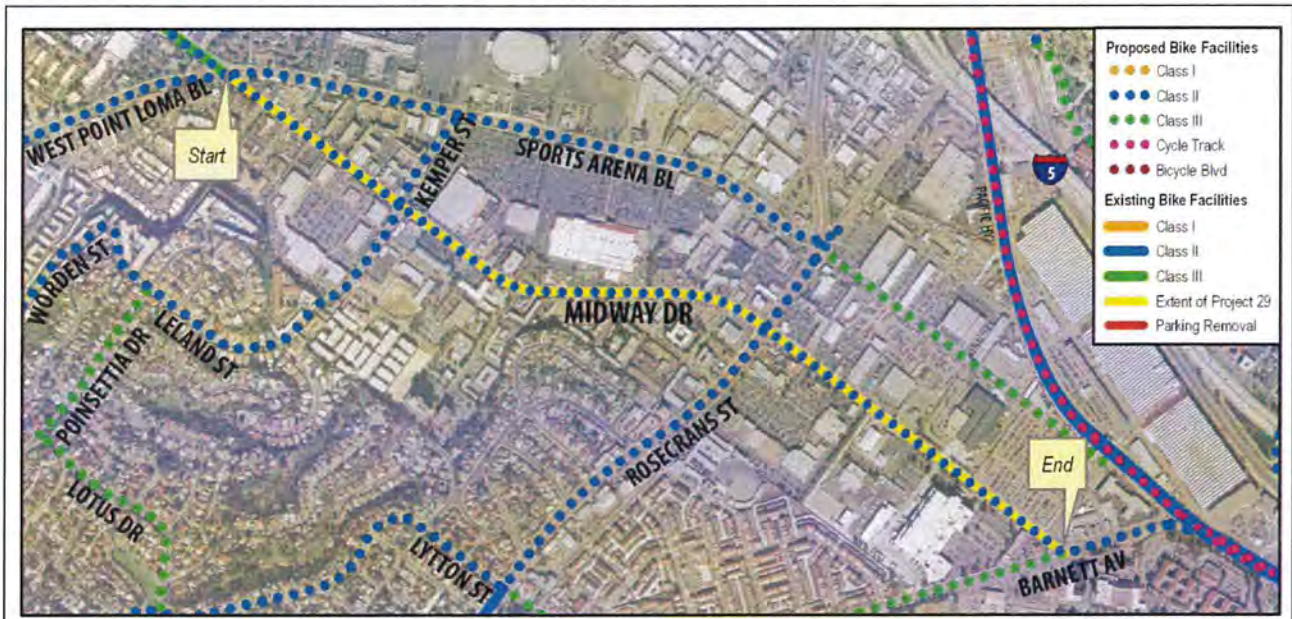 WEST POINT LOMA BL
Start
KEMPER ST
SPORTS ARENA BL
MIDWAY DR
WORDEN ST
LELAND ST
POINSETTIA DR
LOTUS DR
LYTTON ST
ROSECRANS ST
End
BARNETT AV
5
Proposed Bike Facilities
Class I
Class II
Class III
Cycle Track
Bicycle Blvd
Existing Bike Facilities
Class I
Class II
Class III
Extent of Project 29
Parking Removal